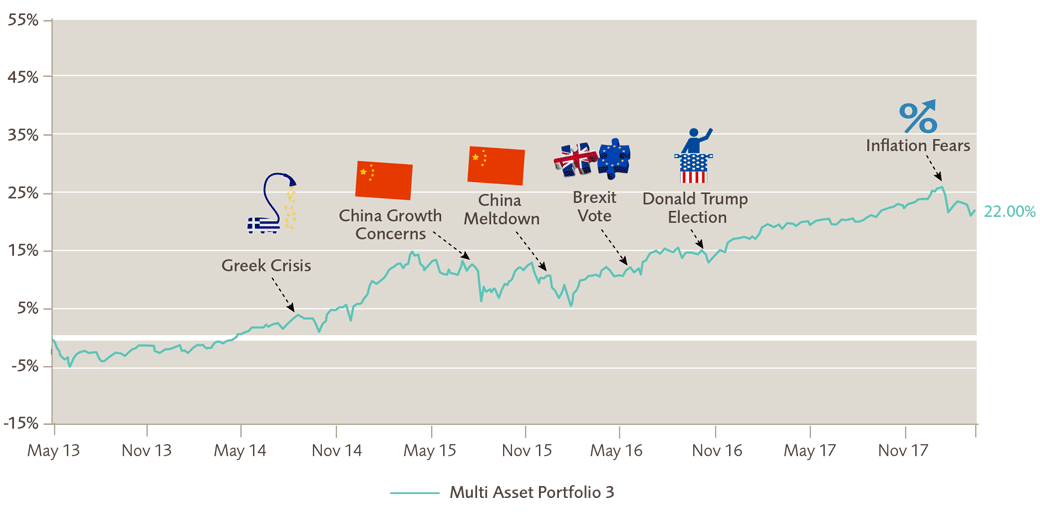 55%
45%
35%
25%
15%
5%
-5%
-15%
%
Inflation Fears
Greek Crisis
China Growth
Concerns
China
Meltdown
Brexit
Vote
Donald Trump
Election
22.00%
May 13
Nov 13
May 14
Nov 14
May 15
Nov 15
May 16
Nov 16
May 17
Nov 17
Multi Asset Portfolio 3